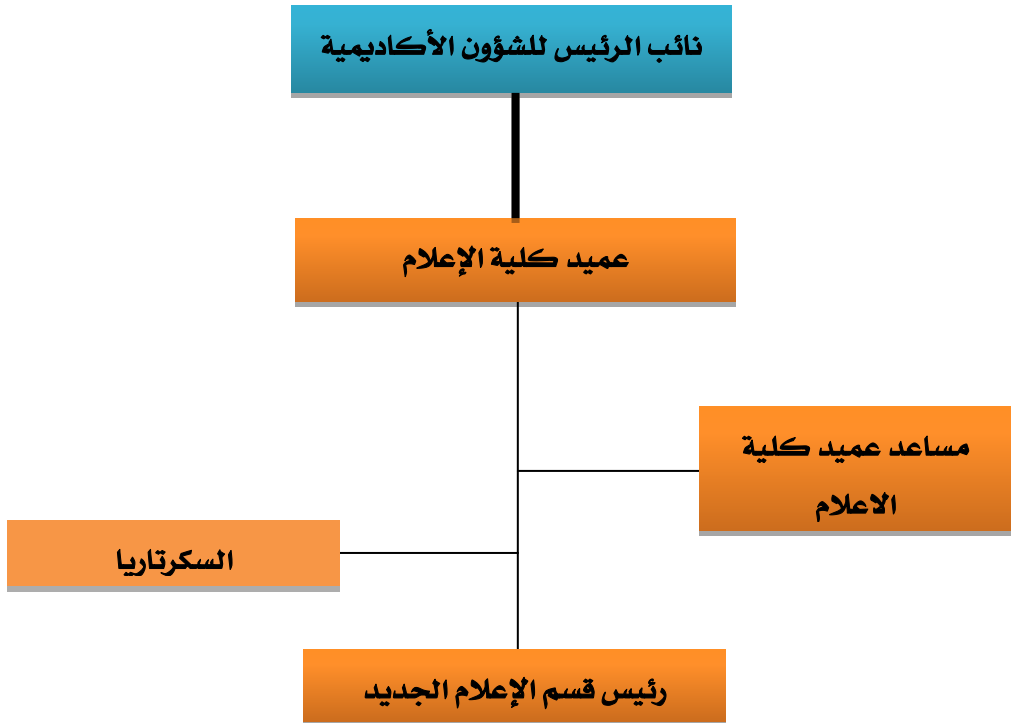 نائب الرئيس للشؤون الأكاديمية
عميد كلية الإعلام
مساعد عميد كلية
الاعلام
السكرتاريا
رئيس قسم الإعلام الجديد